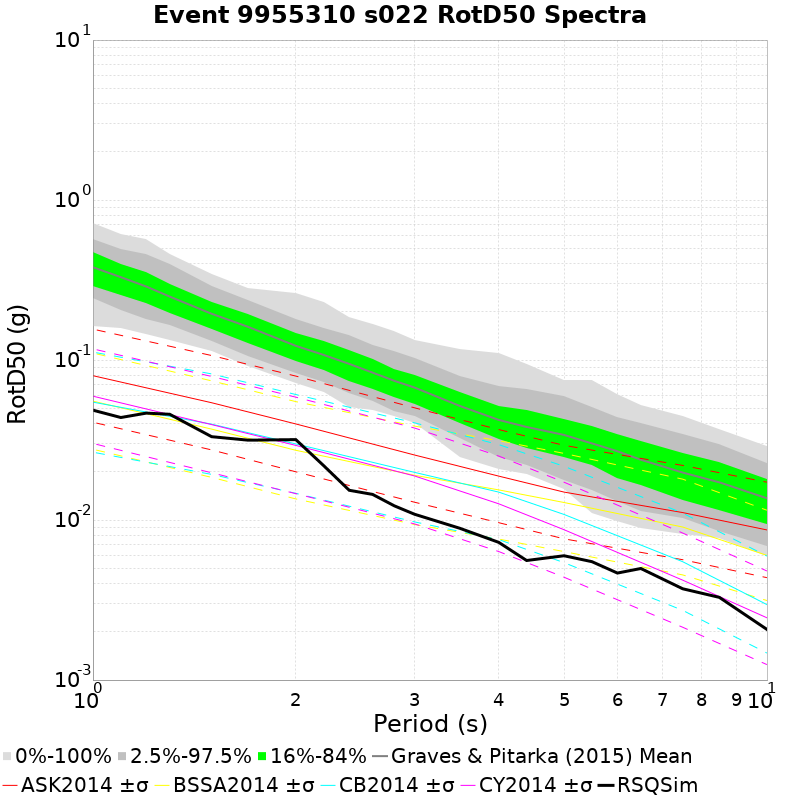 Event 9955310 s022 RotD50 Spectra
10^1
10^0
10^-1
10^-2
10^-3
RotD50 (g)
10^0 2 3 4 5 6 7 8 9 10^1
Period (s)
0%-100% 2.5%-97.5% 16%-84% Graves & Pitarka (2015) Mean
ASK2014 ±σ BSSA2014 ±σ CB2014 ±σ CY2014 ±σ RSQSim